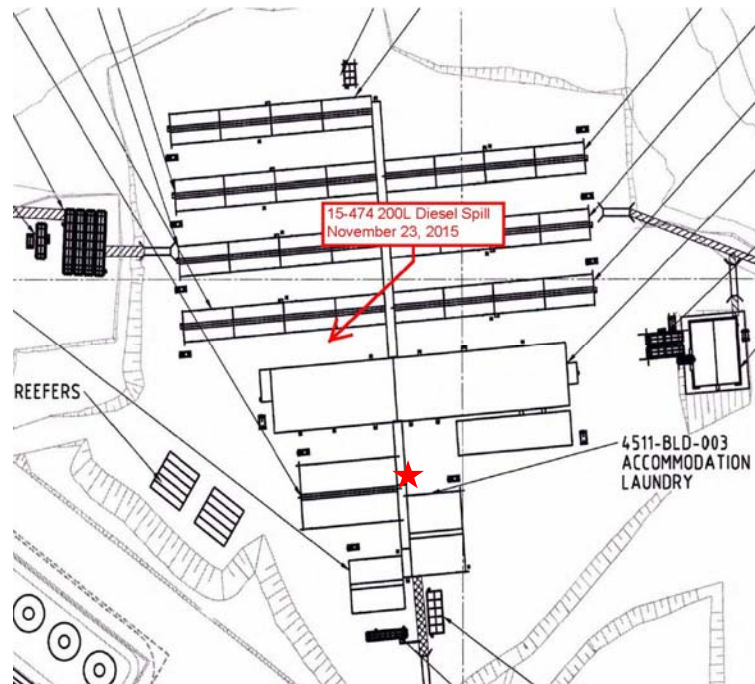 15-474 200L Diesel Spill
November 23, 2015
REEFERS
4511-BLD-003
ACCOMMODATION
LAUNDRY